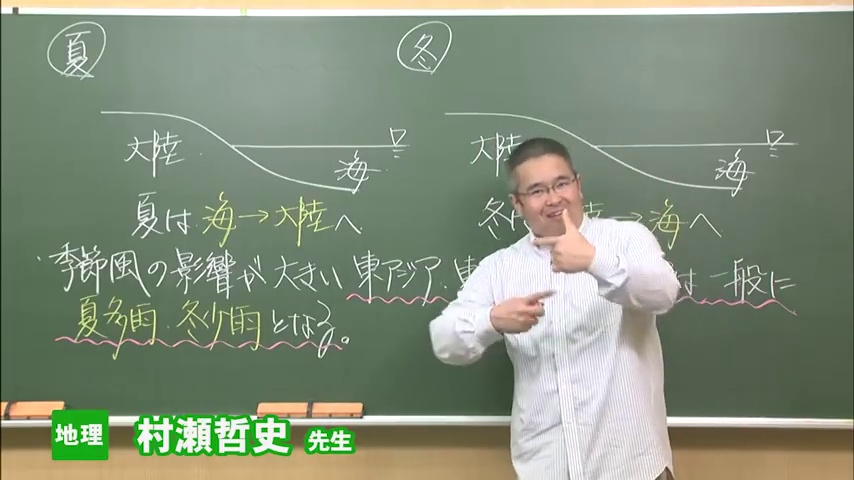 夏
冬
大陸
海
大陸
海
夏は海→大陸へ
冬は 陸→海へ
・季節風の影響が大きい東アジア・東 は一般に
夏多雨・冬少雨となる。
地理 村瀬哲史 先生